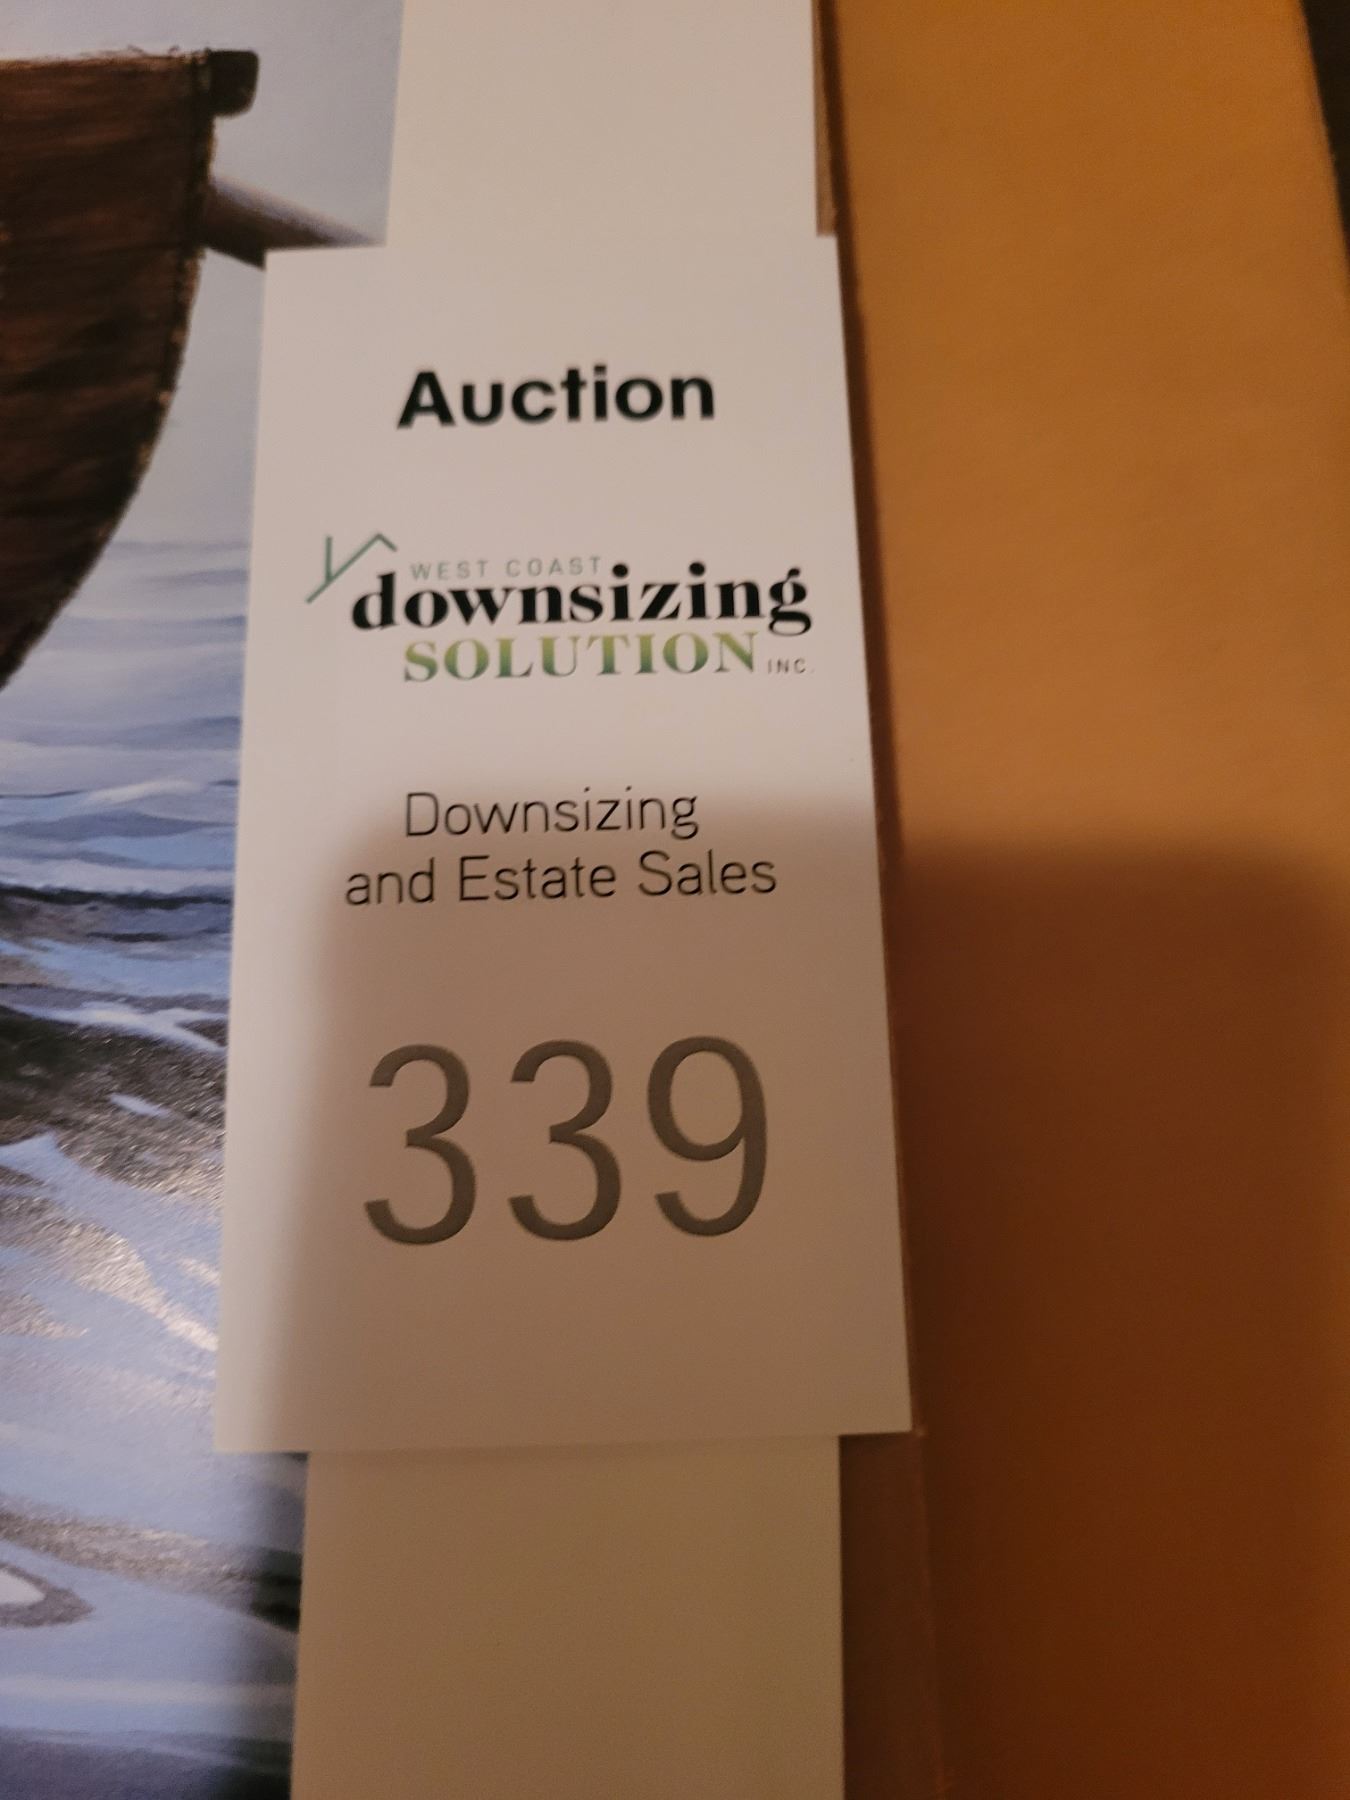 Auction
WEST COAST
downsizing
SOLUTION INC.
Downsizing
and Estate Sales
339